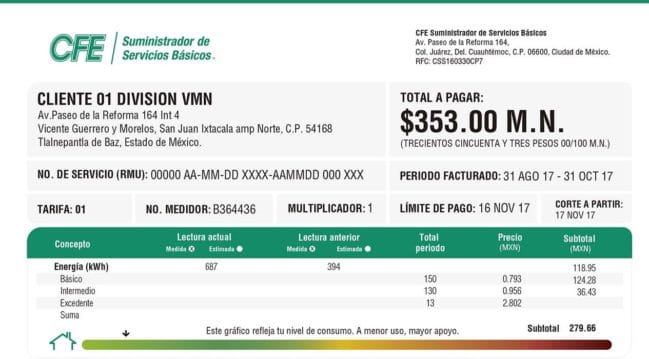 CFE
Suministrador de
Servicios Básicos
CFE Suministrador de Servicios Básicos
Av. Paseo de la Reforma 164,
Col. Juárez, Del. Cuauhtémoc, C.P. 06600, Ciudad de México.
RFC: CSS160330CP7
CLIENTE 01 DIVISION VMN
Av.Paseo de la Reforma 164 Int 4
Vicente Guerrero y Morelos, San Juan Ixtacala amp Norte, C.P. 54168
Tlalnepantla de Baz, Estado de México.
TOTAL A PAGAR:
$353.00 M.N.
(TRECIENTOS CINCUENTA Y TRES PESOS 00/100 M.N.)
NO. DE SERVICIO (RMU): 00000 AA-MM-DD XXXX-AAMMDD 000 XXX
PERIODO FACTURADO: 31 AGO 17 - 31 OCT 17
TARIFA: 01 NO. MEDIDOR: B364436 MULTIPLICADOR: 1 LÍMITE DE PAGO: 16 NOV 17
CORTE A PARTIR:
17 NOV 17
Concepto Lectura actual Lectura anterior Total periodo Precio (MXN) Subtotal (MXN)
Medida Estimada Medida Estimada
Energía (kWh) 687 394 118.95
Básico 150 0.793 124.28
Intermedio 130 0.956 36.43
Excedente 13 2.802
Suma
Este gráfico refleja tu nivel de consumo. A menor uso, mayor apoyo.
Subtotal 279.66